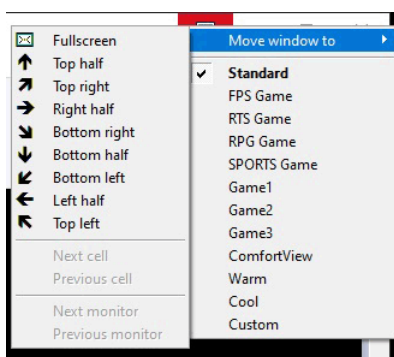 Move window to
Standard
FPS Game
RTS Game
RPG Game
SPORTS Game
Game1
Game2
Game3
ComfortView
Warm
Cool
Custom
Fullscreen
Top half
Top right
Right half
Bottom right
Bottom half
Bottom left
Left half
Top left
Next cell
Previous cell
Next monitor
Previous monitor